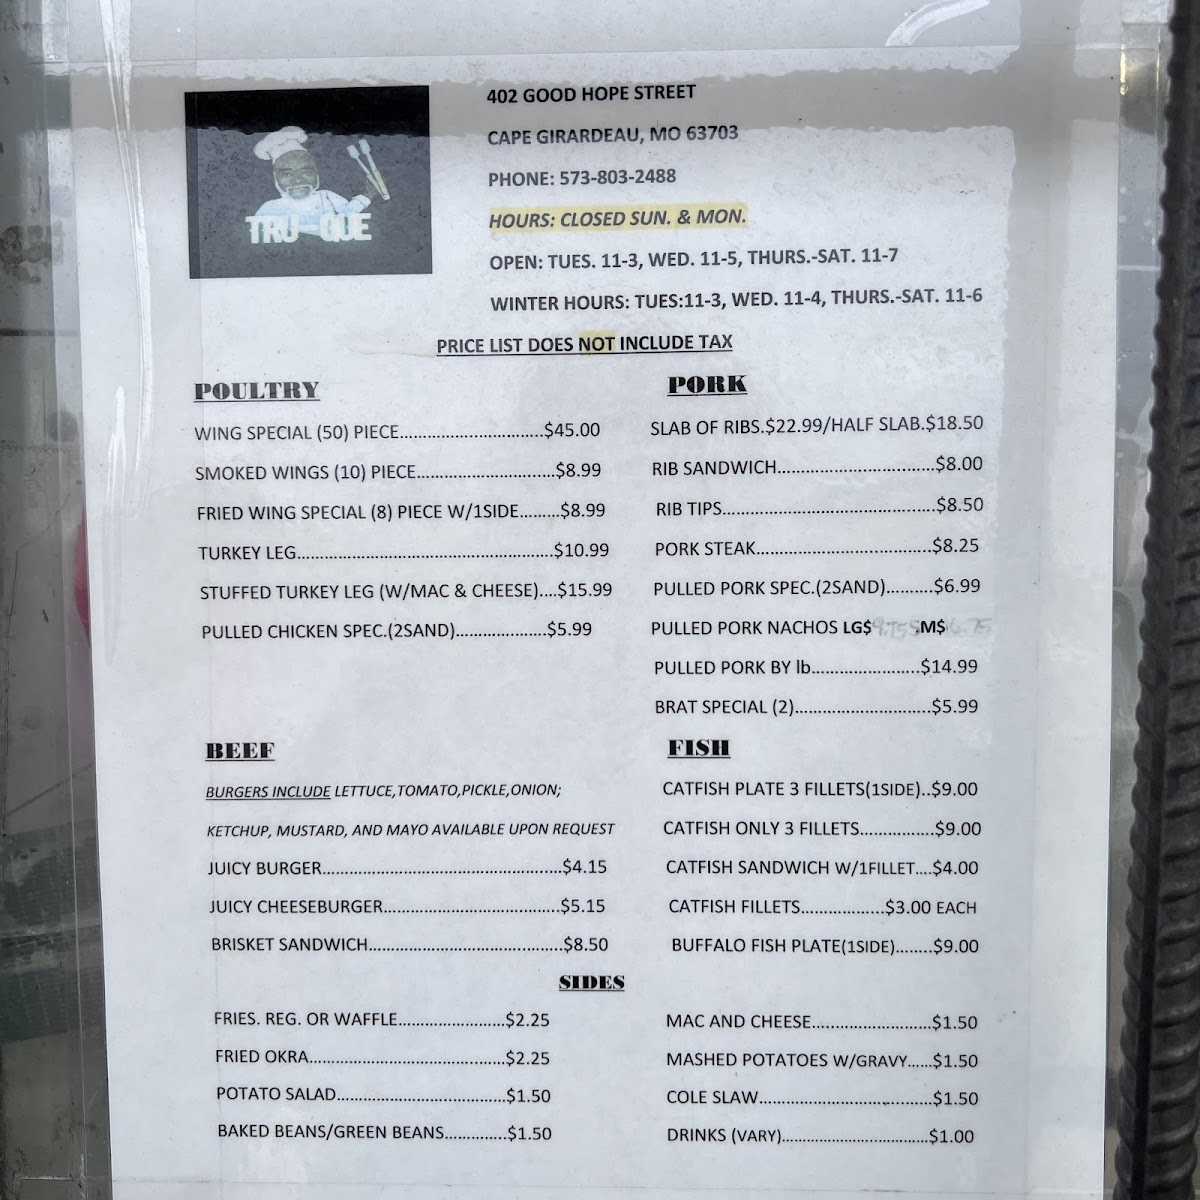 TRU-QUE
402 GOOD HOPE STREET
CAPE GIRARDEAU, MO 63703
PHONE: 573-803-2488
HOURS: CLOSED SUN. & MON.
OPEN: TUES. 11-3, WED. 11-5, THURS.-SAT. 11-7
WINTER HOURS: TUES:11-3, WED. 11-4, THURS.-SAT. 11-6
PRICE LIST DOES NOT INCLUDE TAX
POULTRY
WING SPECIAL (50) PIECE.............................$45.00
SMOKED WINGS (10) PIECE............................$8.99
FRIED WING SPECIAL (8) PIECE W/1SIDE........$8.99
TURKEY LEG...................................................$10.99
STUFFED TURKEY LEG (W/MAC & CHEESE)....$15.99
PULLED CHICKEN SPEC.(2SAND)..................$5.99
PORK
SLAB OF RIBS.$22.99/HALF SLAB.$18.50
RIB SANDWICH................................$8.00
RIB TIPS...........................................$8.50
PORK STEAK...................................$8.25
PULLED PORK SPEC.(2SAND)..........$6.99
PULLED PORK NACHOS LG$9.75 SM$6.75
PULLED PORK BY lb......................$14.99
BRAT SPECIAL (2)............................$5.99
BEEF
BURGERS INCLUDE LETTUCE,TOMATO,PICKLE,ONION;
KETCHUP, MUSTARD, AND MAYO AVAILABLE UPON REQUEST
JUICY BURGER................................................$4.15
JUICY CHEESEBURGER....................................$5.15
BRISKET SANDWICH.......................................$8.50
FISH
CATFISH PLATE 3 FILLETS(1SIDE)..$9.00
CATFISH ONLY 3 FILLETS...............$9.00
CATFISH SANDWICH W/1FILLET....$4.00
CATFISH FILLETS.................$3.00 EACH
BUFFALO FISH PLATE(1SIDE)........$9.00
SIDES
FRIES. REG. OR WAFFLE......................$2.25
FRIED OKRA........................................$2.25
POTATO SALAD..................................$1.50
BAKED BEANS/GREEN BEANS.............$1.50
MAC AND CHEESE........................$1.50
MASHED POTATOES W/GRAVY......$1.50
COLE SLAW...................................$1.50
DRINKS (VARY)..................................$1.00